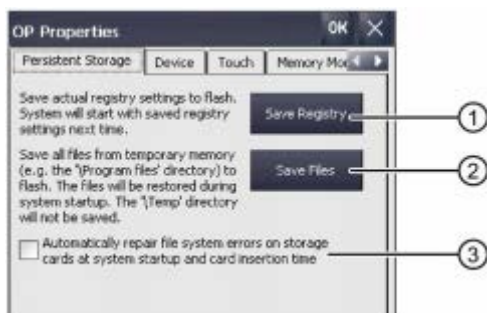 OP Properties OK
Persistent Storage Device Touch Memory Mo
Save actual registry settings to flash.
System will start with saved registry
settings next time.
Save Registry
1
Save all files from temporary memory
(e.g. the '\Program files' directory) to
flash. The files will be restored during
system startup. The '\Temp' directory
will not be saved.
Save Files
2
Automatically repair file system errors on storage
cards at system startup and card insertion time
3